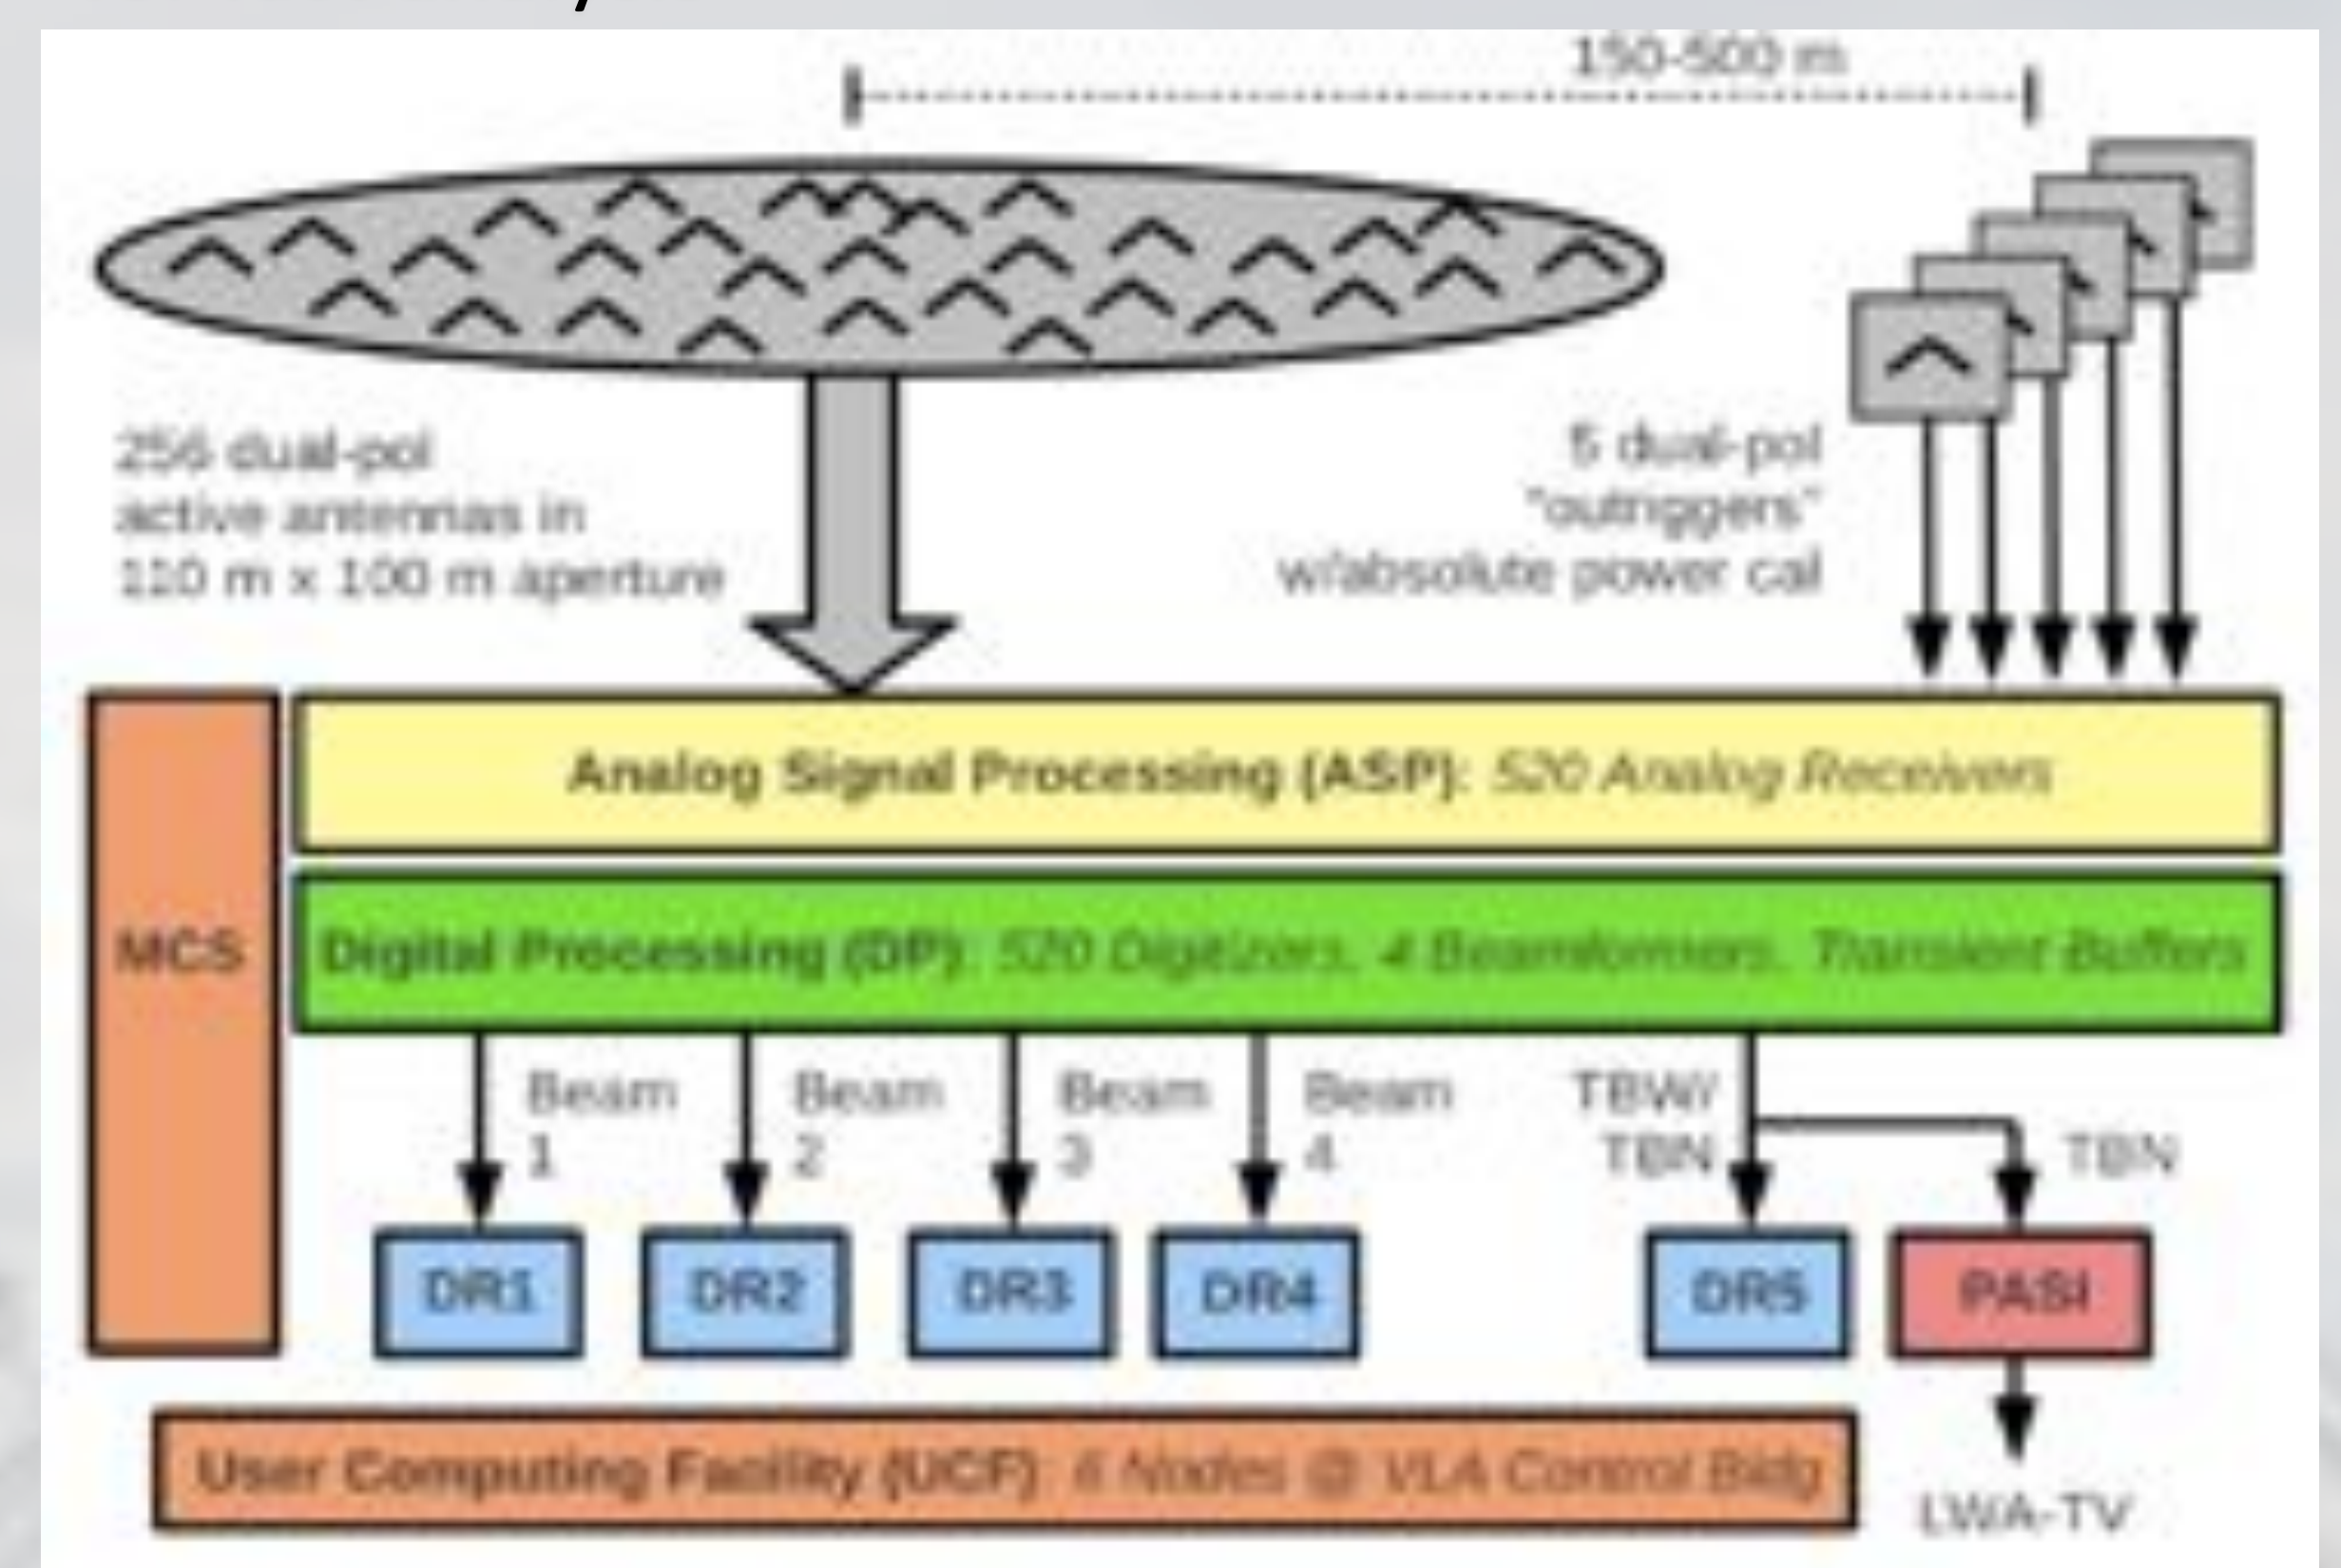 150-500 m
256 dual-pol
active antennas in
110 m x 100 m aperture
5 dual-pol
"outriggers"
w/absolute power cal
MCS
Analog Signal Processing (ASP): 520 Analog Receivers
Digital Processing (DP): 520 Digitizers, 4 Beamformers, Transient Buffers
Beam
1
Beam
2
Beam
3
Beam
4
TBW/
TBN
TBN
DR1
DR2
DR3
DR4
DR5
PASI
User Computing Facility (UCF): 6 Nodes @ VLA Control Bldg
LWA-TV